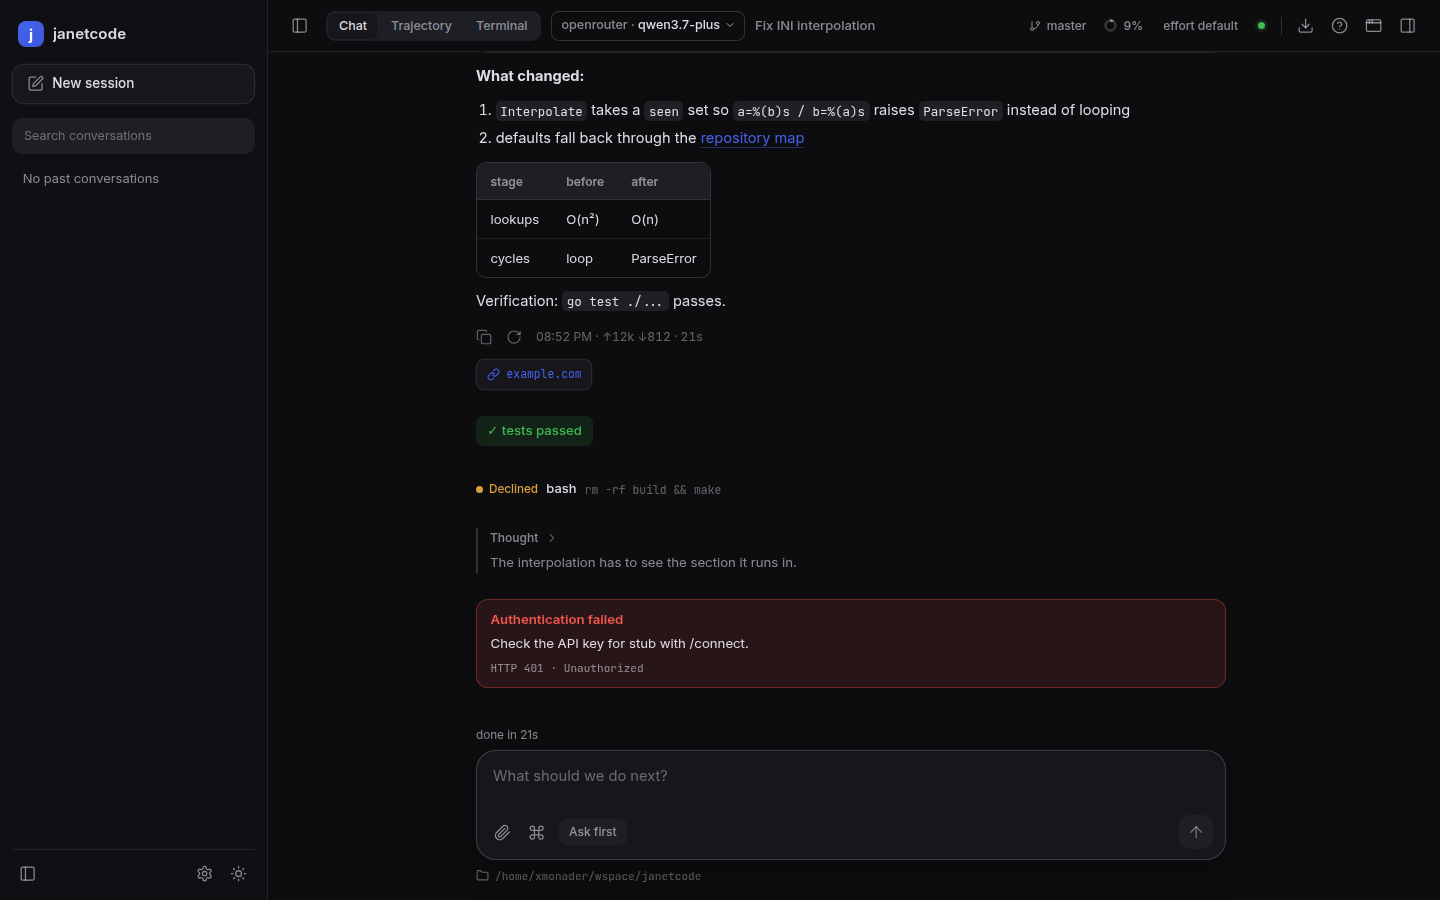 j janetcode
New session
Search conversations
No past conversations
Chat Trajectory Terminal openrouter · qwen3.7-plus Fix INI interpolation master 9% effort default
What changed:
1. Interpolate takes a seen set so a=%(b)s / b=%(a)s raises ParseError instead of looping
2. defaults fall back through the repository map
stage before after
lookups O(n²) O(n)
cycles loop ParseError
Verification: go test ./... passes.
08:52 PM · ↑12k ↓812 · 21s
example.com
✓ tests passed
Declined bash rm -rf build && make
Thought
The interpolation has to see the section it runs in.
Authentication failed
Check the API key for stub with /connect.
HTTP 401 · Unauthorized
done in 21s
What should we do next?
Ask first
/home/xmonader/wspace/janetcode